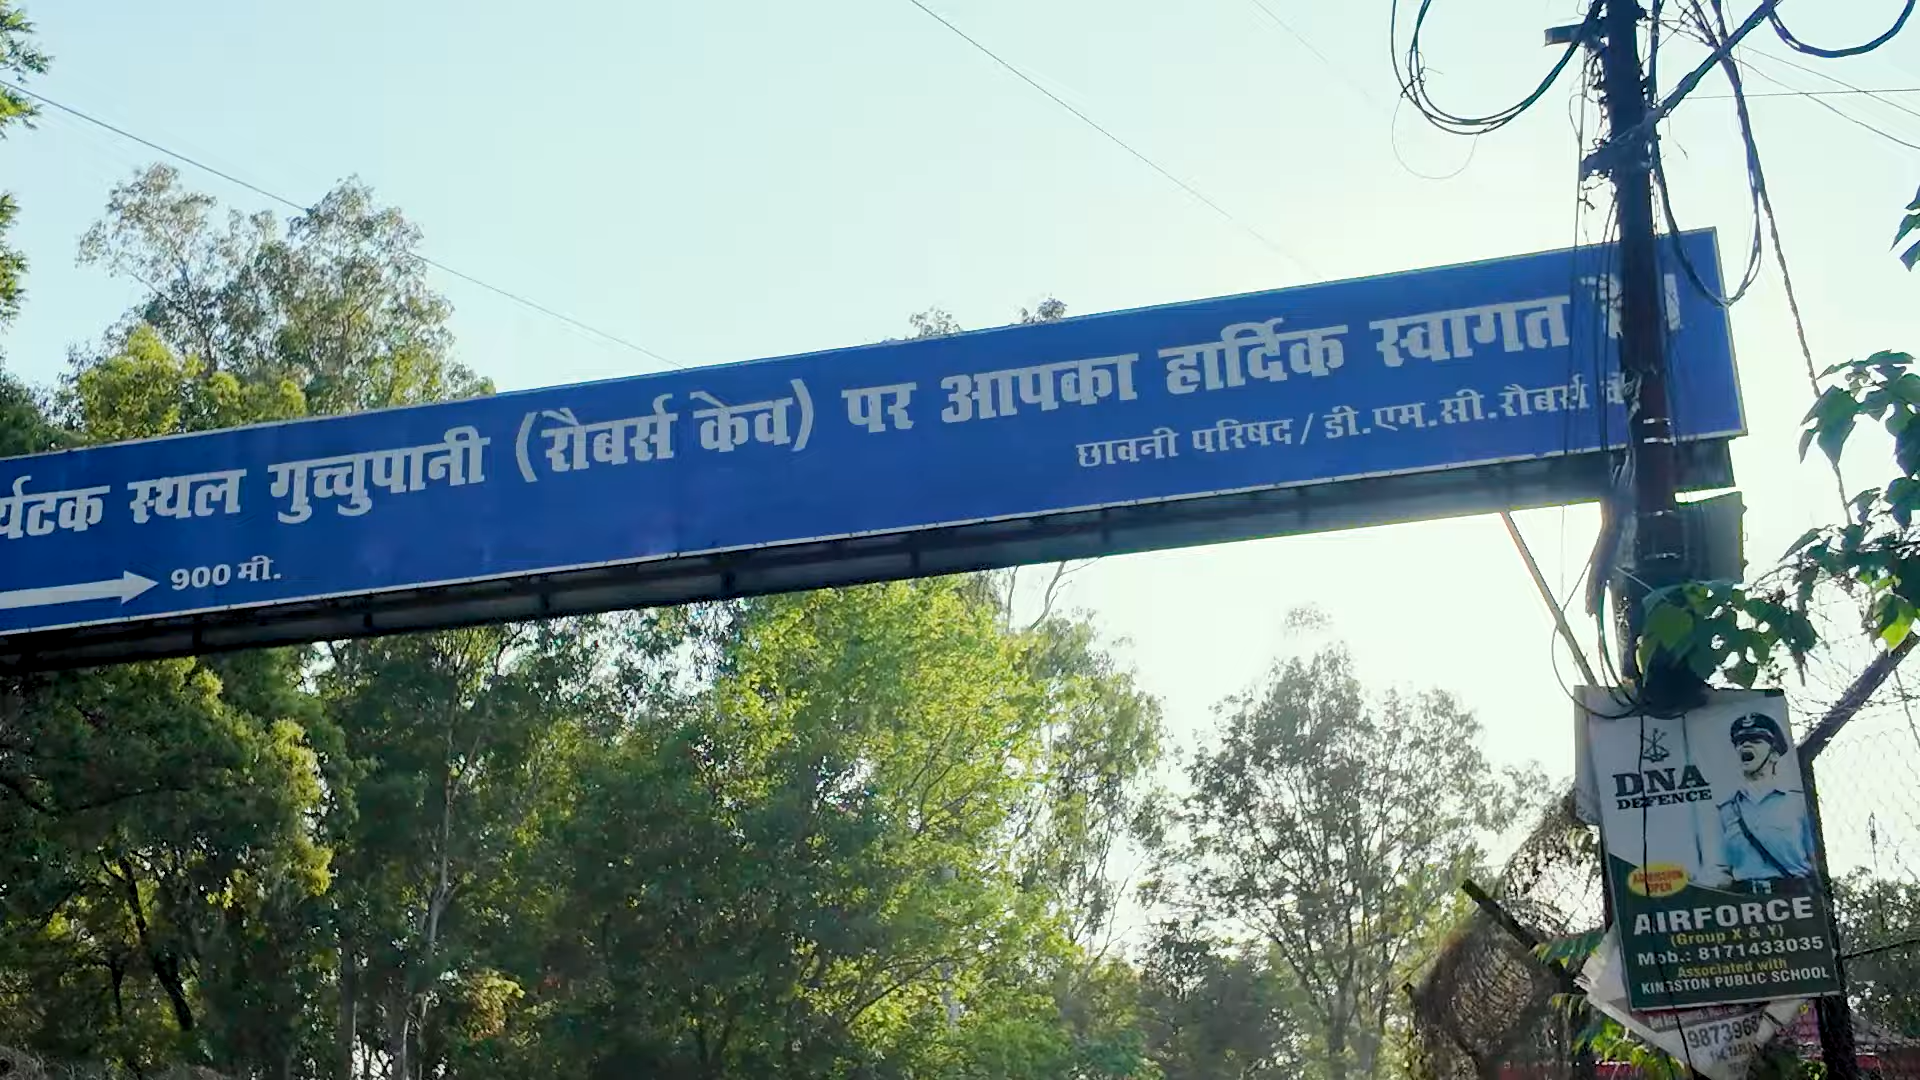 स्थल गुच्चुपानी (रौबर्स केव) पर आपका हार्दिक स्वागत
छावनी परिषद / डी.एम.सी.रौबर्स
900 मी.
DNA
DEFENCE
ADMISSION
OPEN
AIRFORCE
(Group X & Y)
Mob.: 8171433035
Associated with
KINGSTON PUBLIC SCHOOL